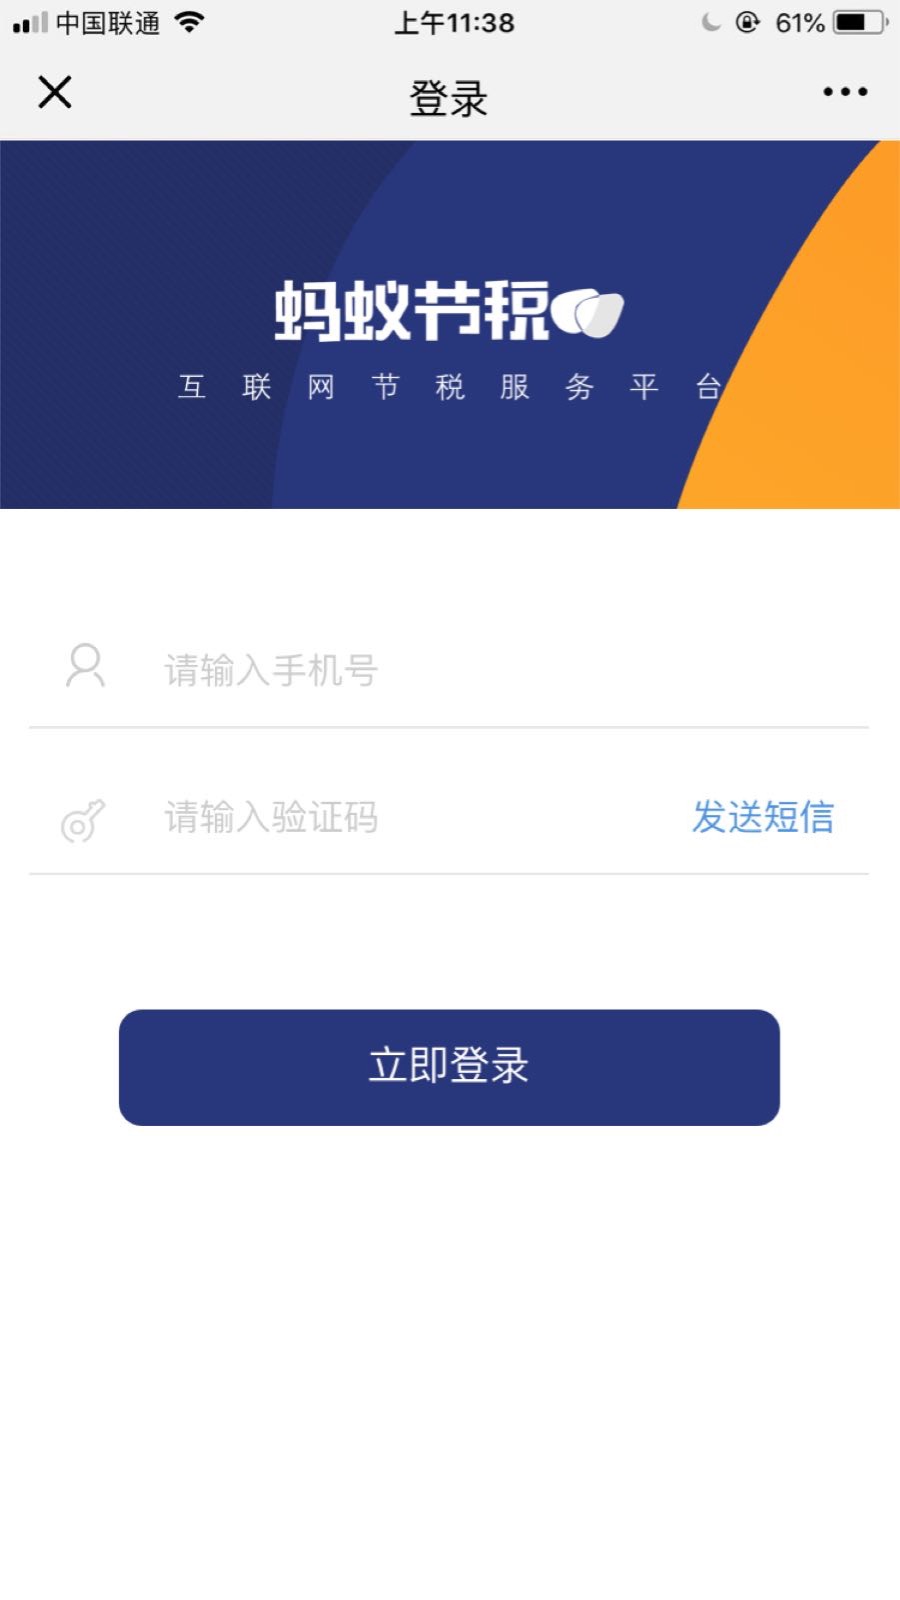 中国联通 上午11:38 61%
登录
蚂蚁节税
互联网节税服务平台
请输入手机号
请输入验证码 发送短信
立即登录